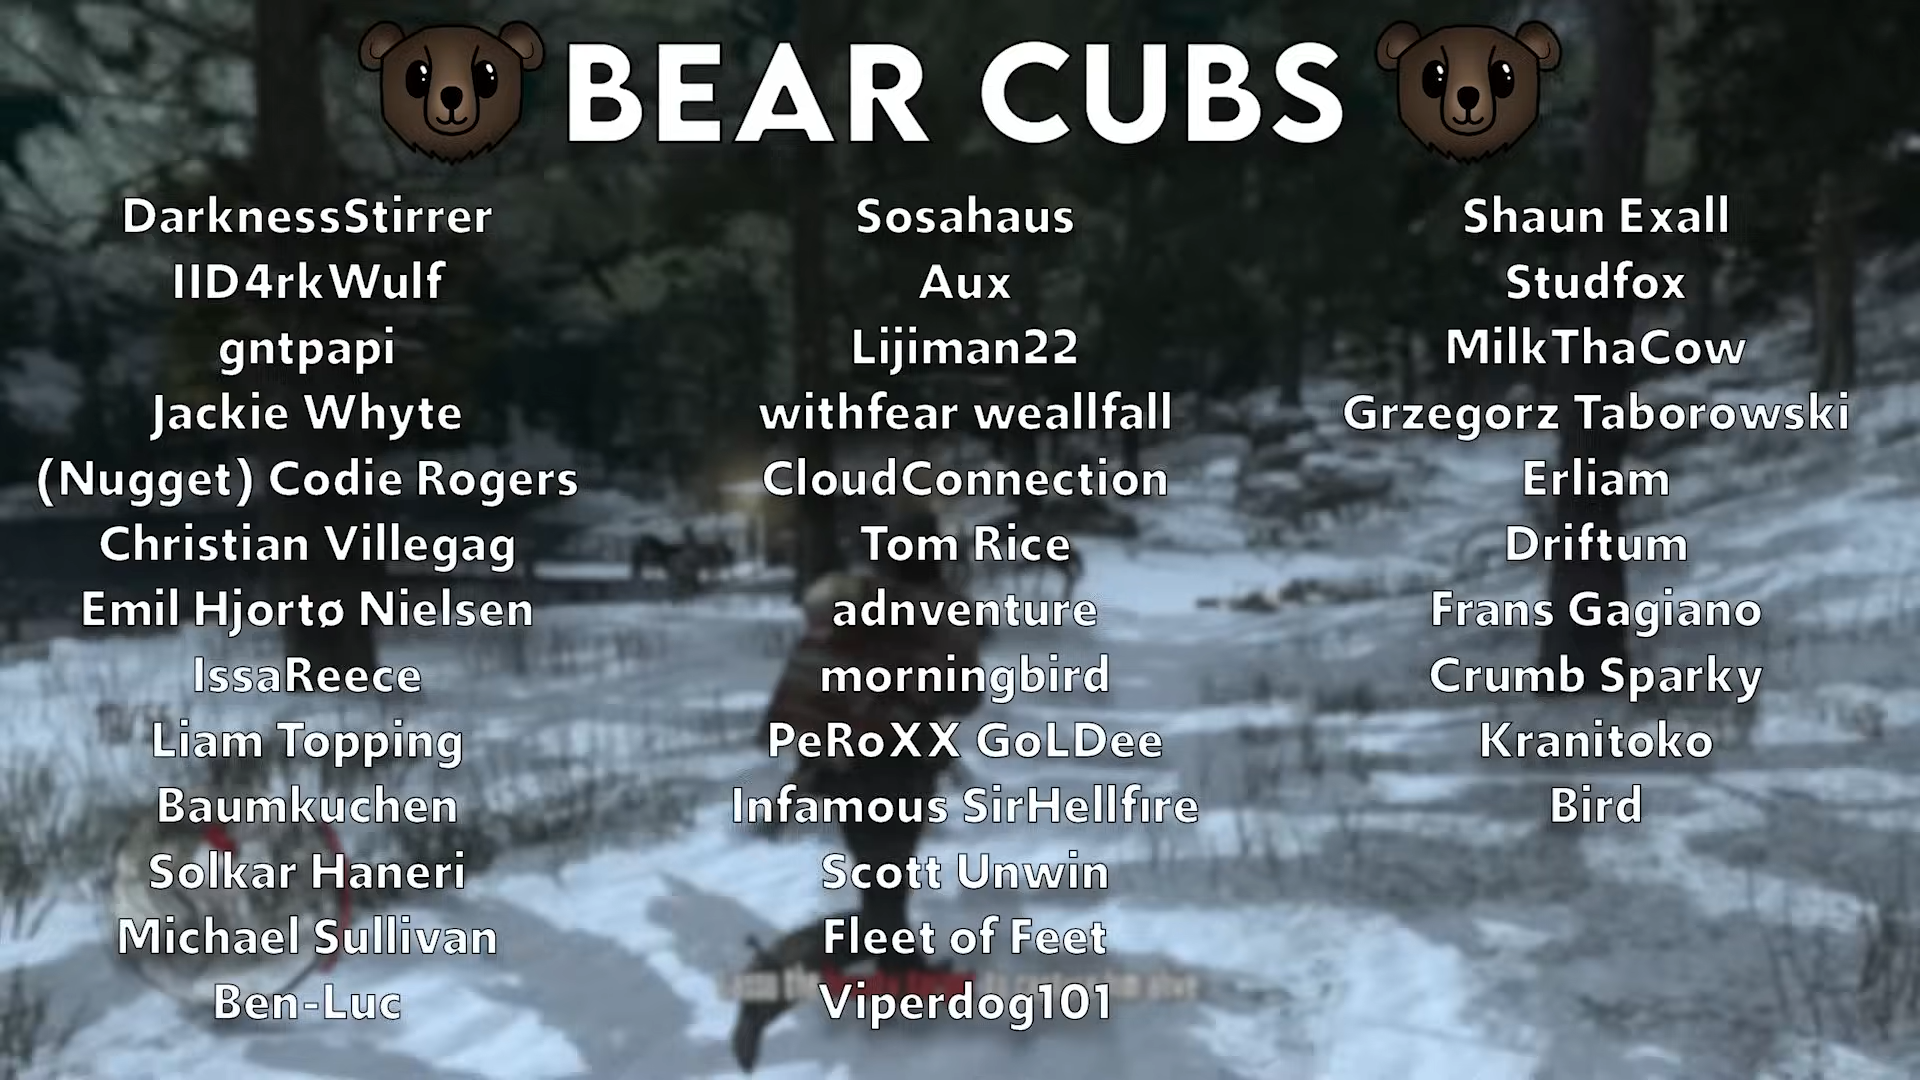 BEAR CUBS
DarknessStirrer
IID4rkWulf
gntpapi
Jackie Whyte
(Nugget) Codie Rogers
Christian Villegag
Emil Hjortø Nielsen
IssaReece
Liam Topping
Baumkuchen
Solkar Haneri
Michael Sullivan
Ben-Luc
Sosahaus
Aux
Lijiman22
withfear weallfall
CloudConnection
Tom Rice
adnventure
morningbird
PeRoXX GoLDee
Infamous SirHellfire
Scott Unwin
Fleet of Feet
Viperdog101
Shaun Exall
Studfox
MilkThaCow
Grzegorz Taborowski
Erliam
Driftum
Frans Gagiano
Crumb Sparky
Kranitoko
Bird